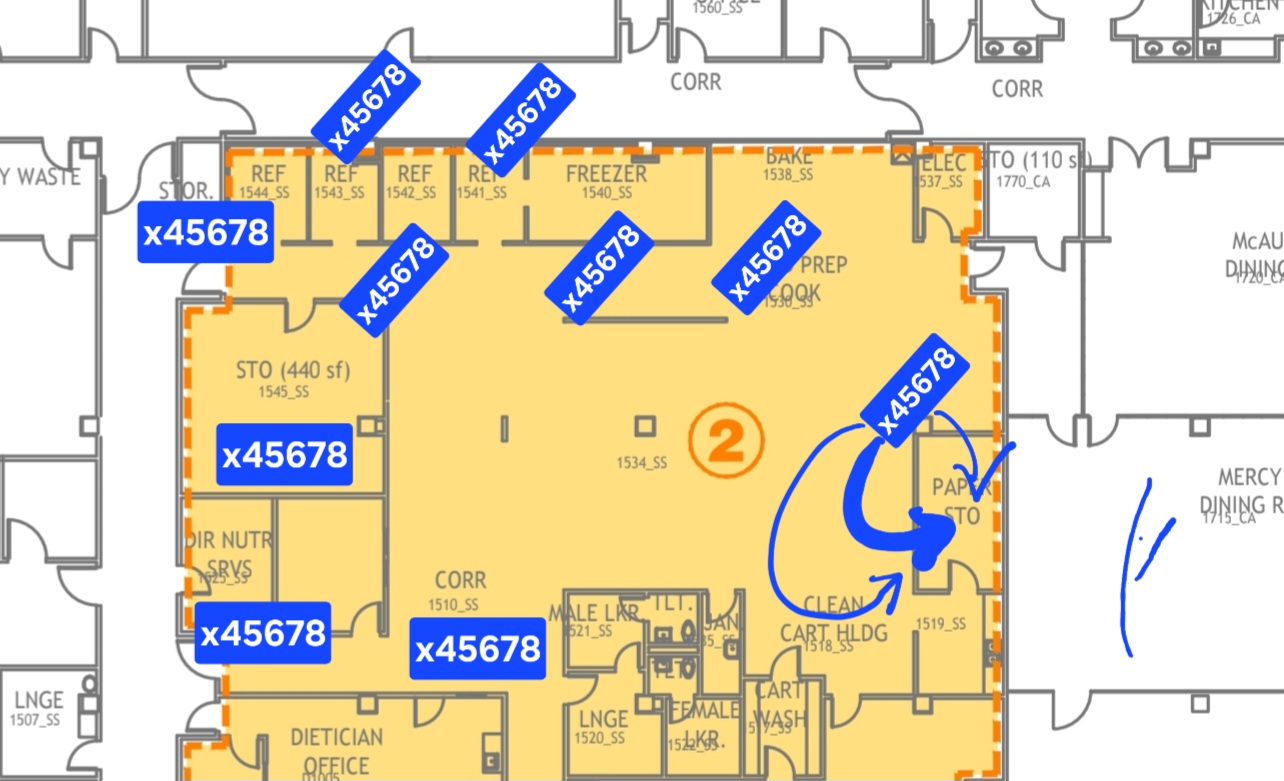 1560_SS
KITCHEN
1726_CA
CORR
CORR
x45678
x45678
Y WASTE
STOR.
REF
1544_SS
REF
1543_SS
REF
1542_SS
1541_SS
FREEZER
1540_SS
BAKE
1538_SS
ELEC
1537_SS
STO (110 sf)
1770_CA
x45678
x45678
x45678
x45678
PREP
COOK
1530_SS
McAU
DINING
1720_CA
STO (440 sf)
1545_SS
x45678
x45678
2
1534_SS
PAPER
STO
MERCY
DINING R
1715_CA
DIR NUTR
SRVS
1525_SS
CORR
1510_SS
x45678
x45678
MALE LKR
1521_SS
TLT.
JAN
CLEAN
CART HLDG
1518_SS
1519_SS
TLT.
LNGE
1507_SS
LNGE
1520_SS
FEMALE
LKR.
1522_SS
CART
WASH
1517_SS
DIETICIAN
OFFICE